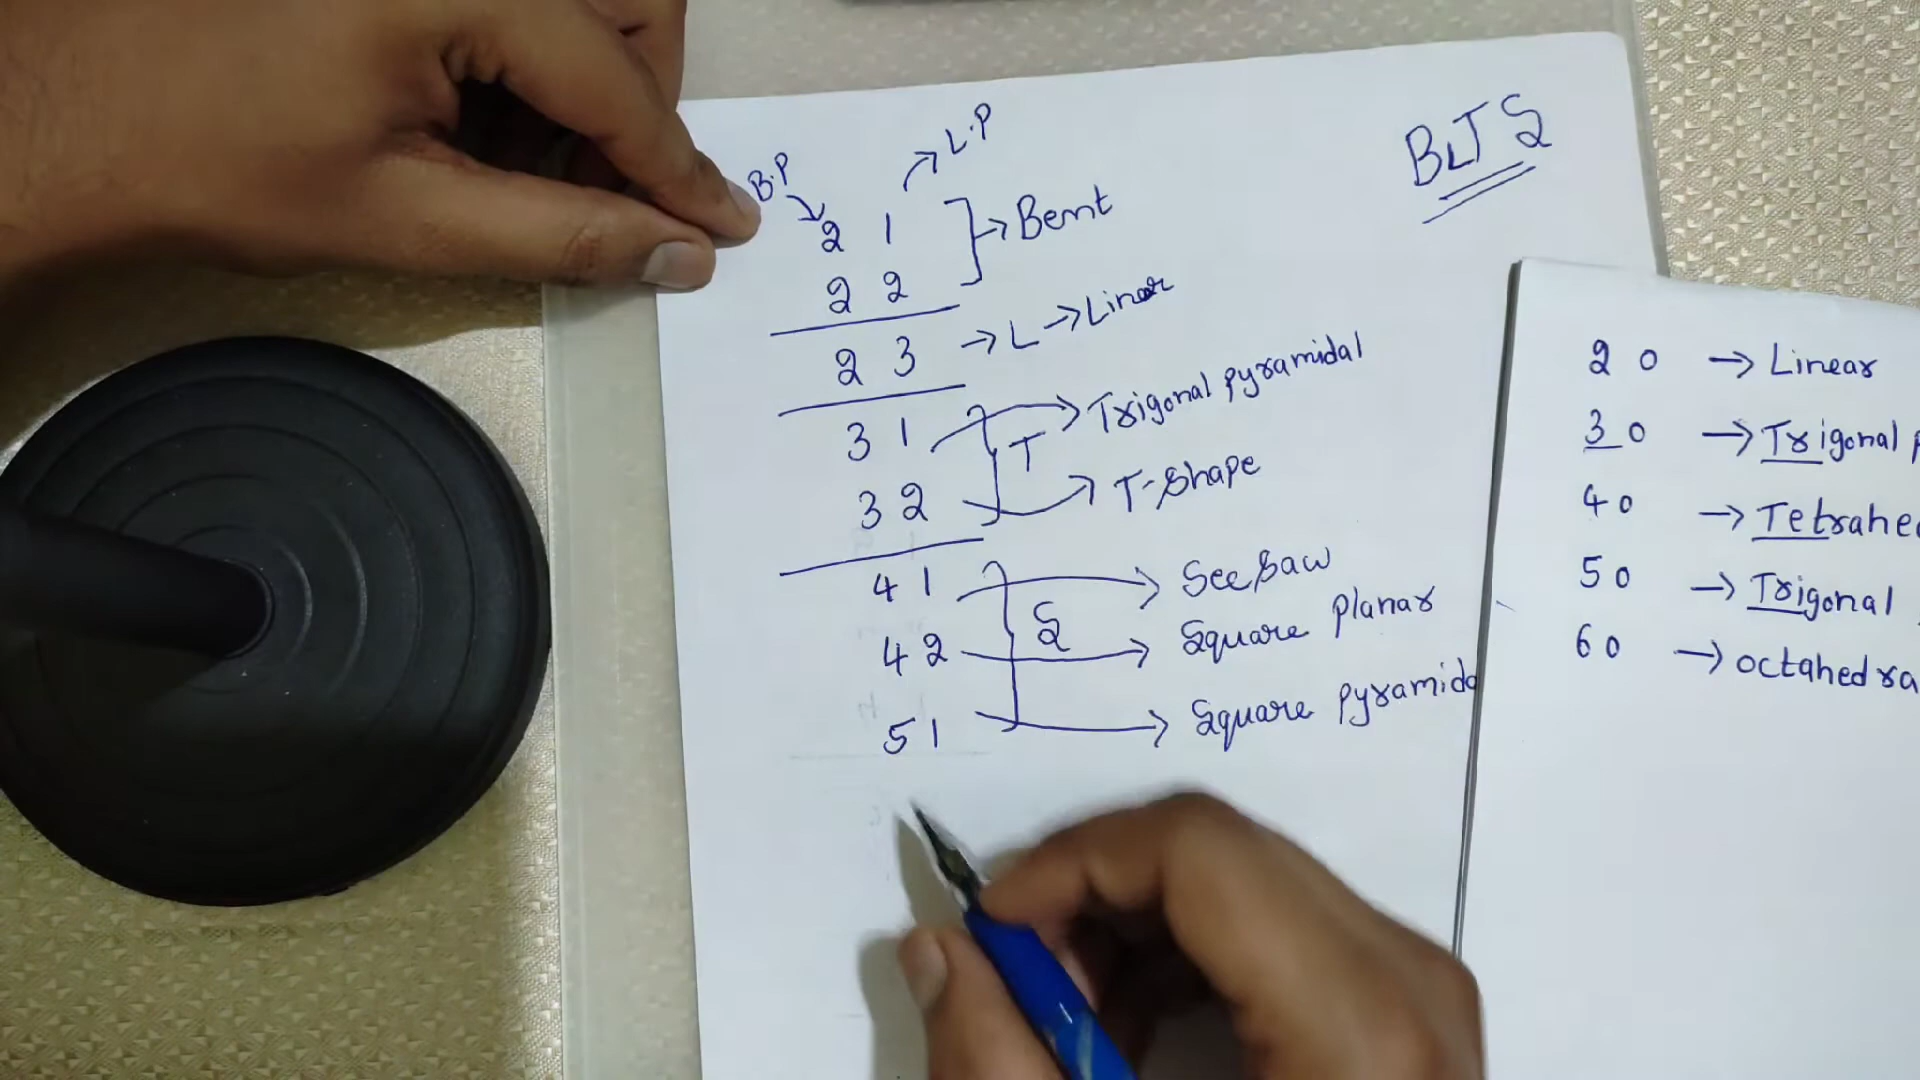 BLTS
B.P
L.P
2 1
2 2
→ Bent
2 3 → L → Linear
3 1 → Trigonal pyramidal
T
3 2 → T-shape
4 1 → See saw
S
4 2 → Square planar
5 1 → Square pyramida
2 0 → Linear
3 0 → Trigonal
4 0 → Tetrahe
5 0 → Trigonal
6 0 → octahedra